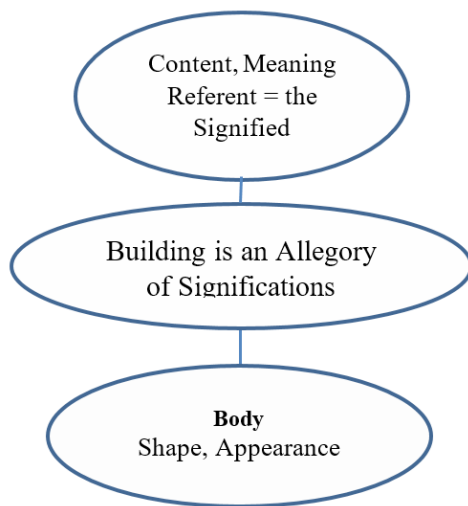 Content, Meaning
Referent = the
Signified
Building is an Allegory
of Significations
Body
Shape, Appearance